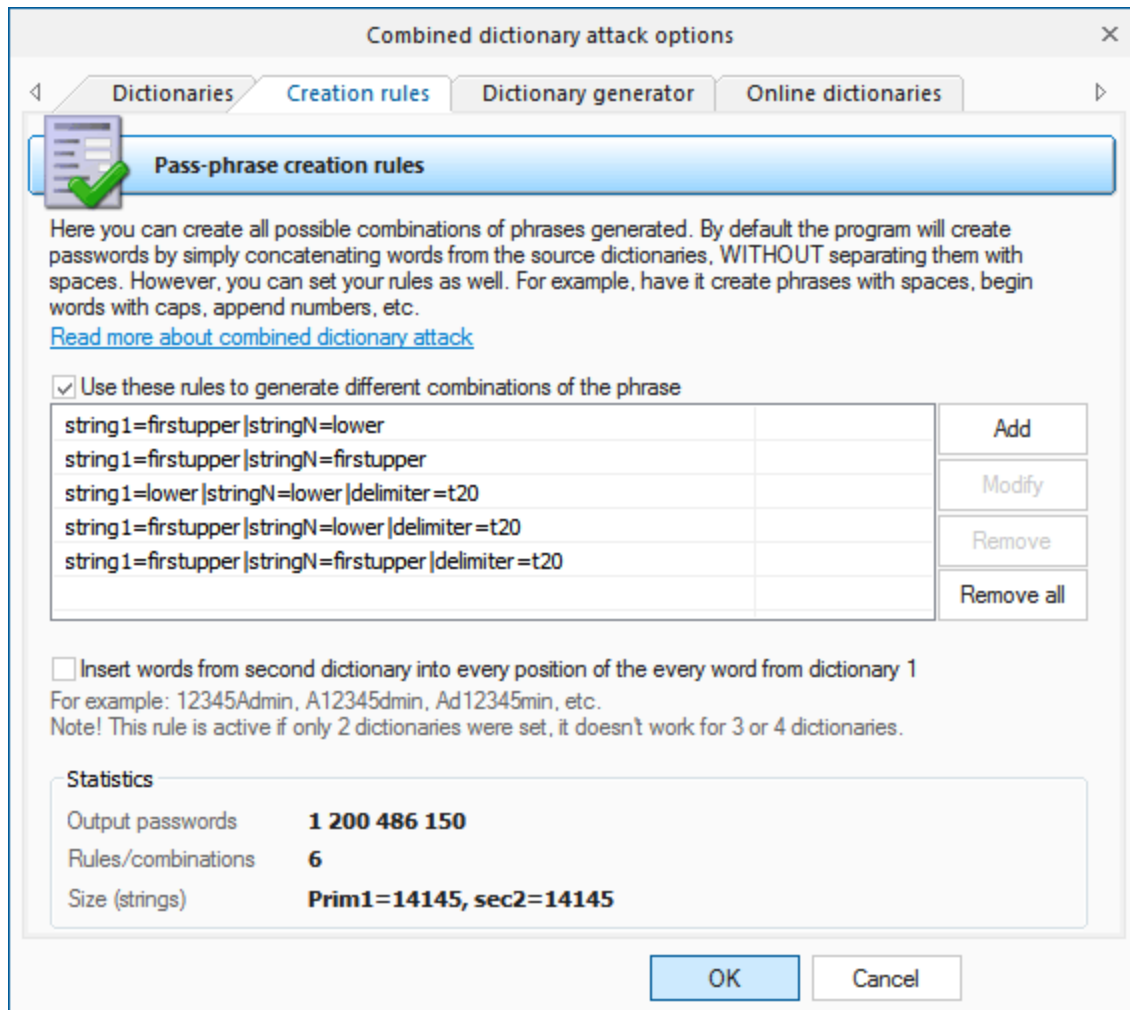 Combined dictionary attack options
Dictionaries
Creation rules
Dictionary generator
Online dictionaries
Pass-phrase creation rules
Here you can create all possible combinations of phrases generated. By default the program will create
passwords by simply concatenating words from the source dictionaries, WITHOUT separating them with
spaces. However, you can set your rules as well. For example, have it create phrases with spaces, begin
words with caps, append numbers, etc.
Read more about combined dictionary attack
Use these rules to generate different combinations of the phrase
string1=firstupper|stringN=lower
string1=firstupper|stringN=firstupper
string1=lower|stringN=lower|delimiter=t20
string1=firstupper|stringN=lower|delimiter=t20
string1=firstupper|stringN=firstupper|delimiter=t20
Add
Modify
Remove
Remove all
Insert words from second dictionary into every position of the every word from dictionary 1
For example: 12345Admin, A12345dmin, Ad12345min, etc.
Note! This rule is active if only 2 dictionaries were set, it doesn't work for 3 or 4 dictionaries.
Statistics
Output passwords 1 200 486 150
Rules/combinations 6
Size (strings) Prim1=14145, sec2=14145
OK
Cancel